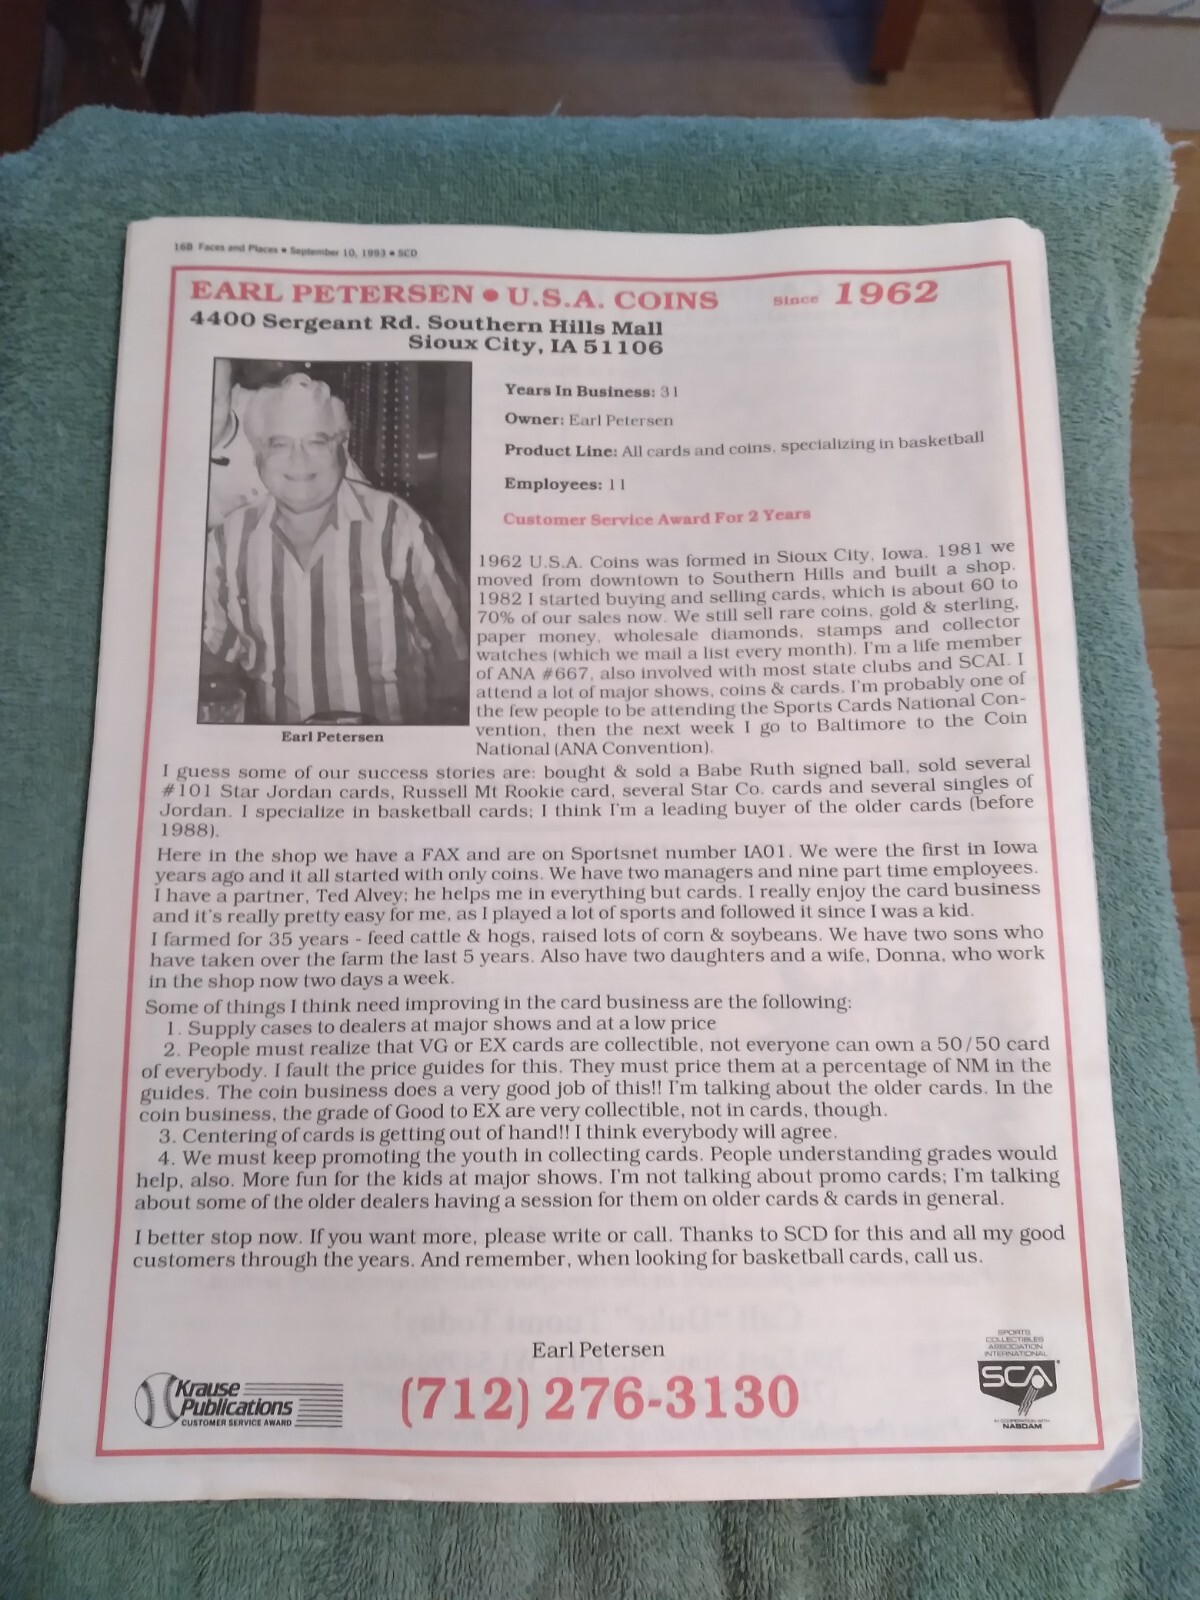 168 Faces and Places • September 10, 1993 • SCD
EARL PETERSEN • U.S.A. COINS Since 1962
4400 Sergeant Rd. Southern Hills Mall
Sioux City, IA 51106
Years In Business: 31
Owner: Earl Petersen
Product Line: All cards and coins, specializing in basketball
Employees: 11
Customer Service Award For 2 Years
Earl Petersen
1962 U.S.A. Coins was formed in Sioux City, Iowa. 1981 we
moved from downtown to Southern Hills and built a shop.
1982 I started buying and selling cards, which is about 60 to
70% of our sales now. We still sell rare coins, gold & sterling,
paper money, wholesale diamonds, stamps and collector
watches (which we mail a list every month). I'm a life member
of ANA #667, also involved with most state clubs and SCAI. I
attend a lot of major shows, coins & cards. I'm probably one of
the few people to be attending the Sports Cards National Con-
vention, then the next week I go to Baltimore to the Coin
National (ANA Convention).
I guess some of our success stories are: bought & sold a Babe Ruth signed ball, sold several
#101 Star Jordan cards, Russell Mt Rookie card, several Star Co. cards and several singles of
Jordan. I specialize in basketball cards; I think I'm a leading buyer of the older cards (before
1988).
Here in the shop we have a FAX and are on Sportsnet number IA01. We were the first in Iowa
years ago and it all started with only coins. We have two managers and nine part time employees.
I have a partner, Ted Alvey; he helps me in everything but cards. I really enjoy the card business
and it's really pretty easy for me, as I played a lot of sports and followed it since I was a kid.
I farmed for 35 years - feed cattle & hogs, raised lots of corn & soybeans. We have two sons who
have taken over the farm the last 5 years. Also have two daughters and a wife, Donna, who work
in the shop now two days a week.
Some of things I think need improving in the card business are the following:
1. Supply cases to dealers at major shows and at a low price
2. People must realize that VG or EX cards are collectible, not everyone can own a 50/50 card
of everybody. I fault the price guides for this. They must price them at a percentage of NM in the
guides. The coin business does a very good job of this!! I'm talking about the older cards. In the
coin business, the grade of Good to EX are very collectible, not in cards, though.
3. Centering of cards is getting out of hand!! I think everybody will agree.
4. We must keep promoting the youth in collecting cards. People understanding grades would
help, also. More fun for the kids at major shows. I'm not talking about promo cards; I'm talking
about some of the older dealers having a session for them on older cards & cards in general.
I better stop now. If you want more, please write or call. Thanks to SCD for this and all my good
customers through the years. And remember, when looking for basketball cards, call us.
Earl Petersen
(712) 276-3130
Krause
Publications
CUSTOMER SERVICE AWARD
SPORTS
COLLECTIBLES
ASSOCIATION
INTERNATIONAL
SCA
IN COOPERATION WITH
NASDAM